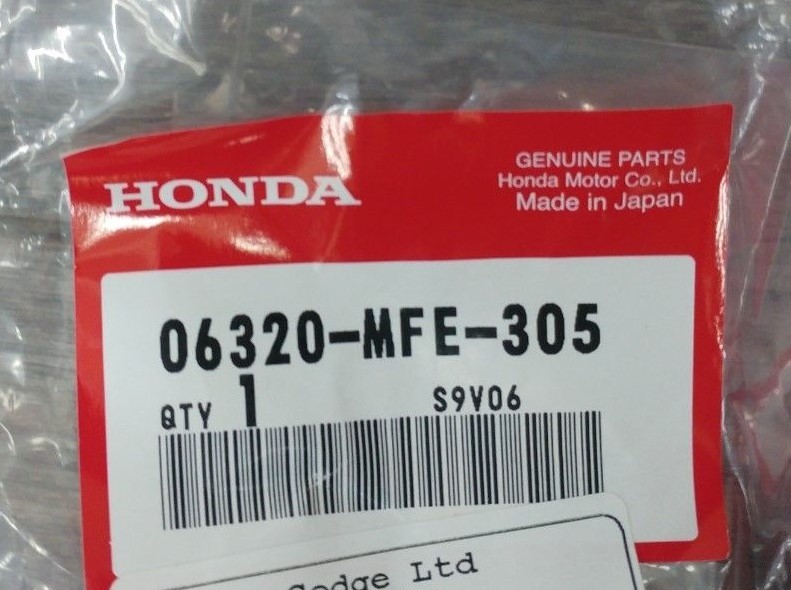 HONDA
GENUINE PARTS
Honda Motor Co., Ltd.
Made in Japan
06320-MFE-305
QTY 1 S9V06
Ltd